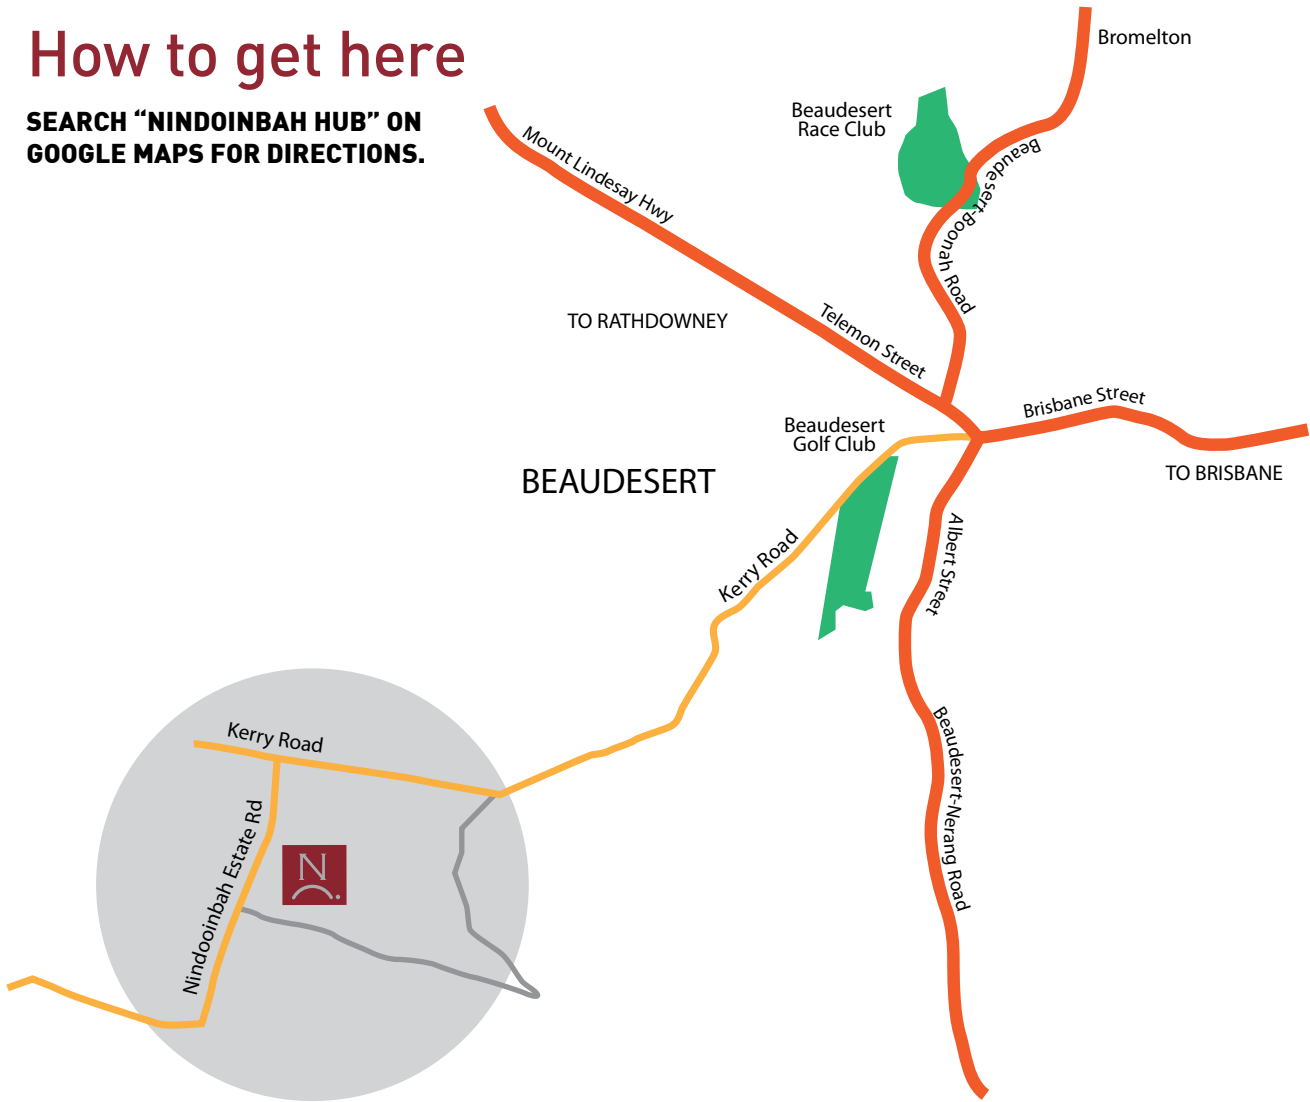 How to get here
SEARCH “NINDOINBAH HUB” ON
GOOGLE MAPS FOR DIRECTIONS.
Bromelton
Beaudesert
Race Club
Mount Lindesay Hwy
Beaudesert-Boonah Road
TO RATHDOWNEY
Telemon Street
Brisbane Street
Beaudesert
Golf Club
TO BRISBANE
BEAUDESERT
Albert Street
Kerry Road
Beaudesert-Nerang Road
Kerry Road
Nindooinbah Estate Rd
N